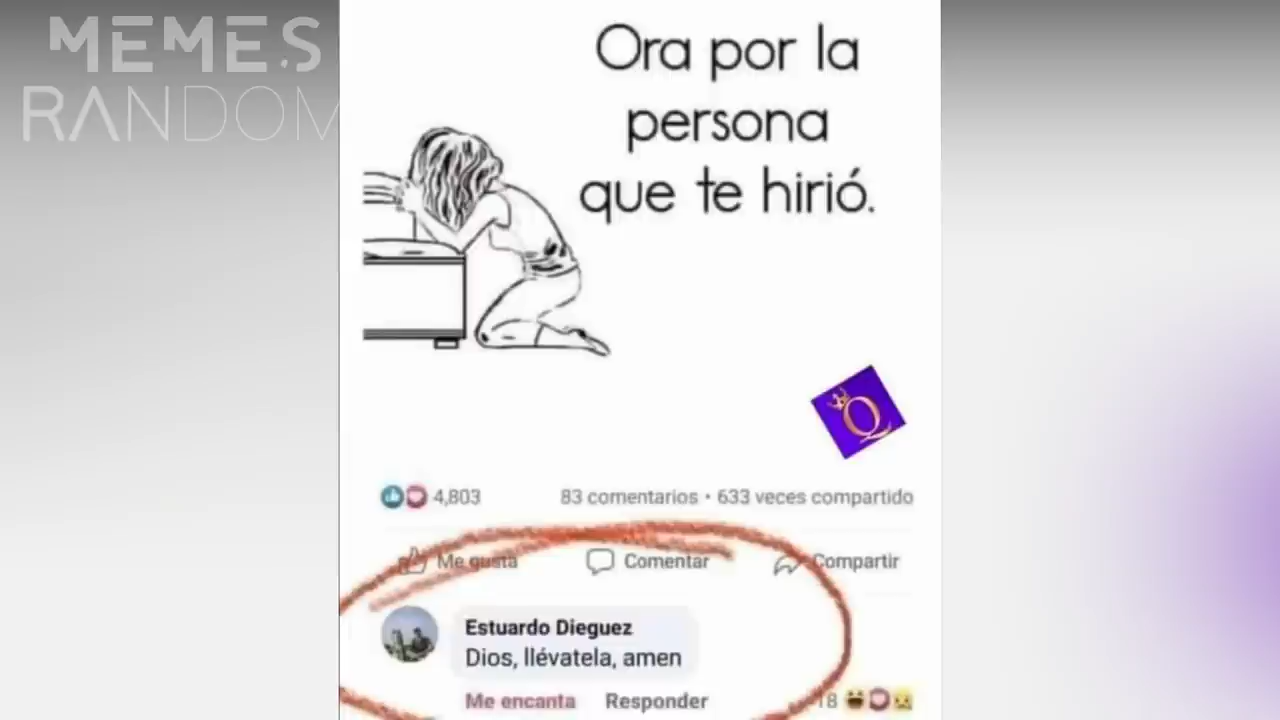 MEMES
RANDOM
Ora por la
persona
que te hirió.
Q
4,803
83 comentarios • 633 veces compartido
Me gusta
Comentar
Compartir
Estuardo Dieguez
Dios, llévatela, amen
Me encanta
Responder
18